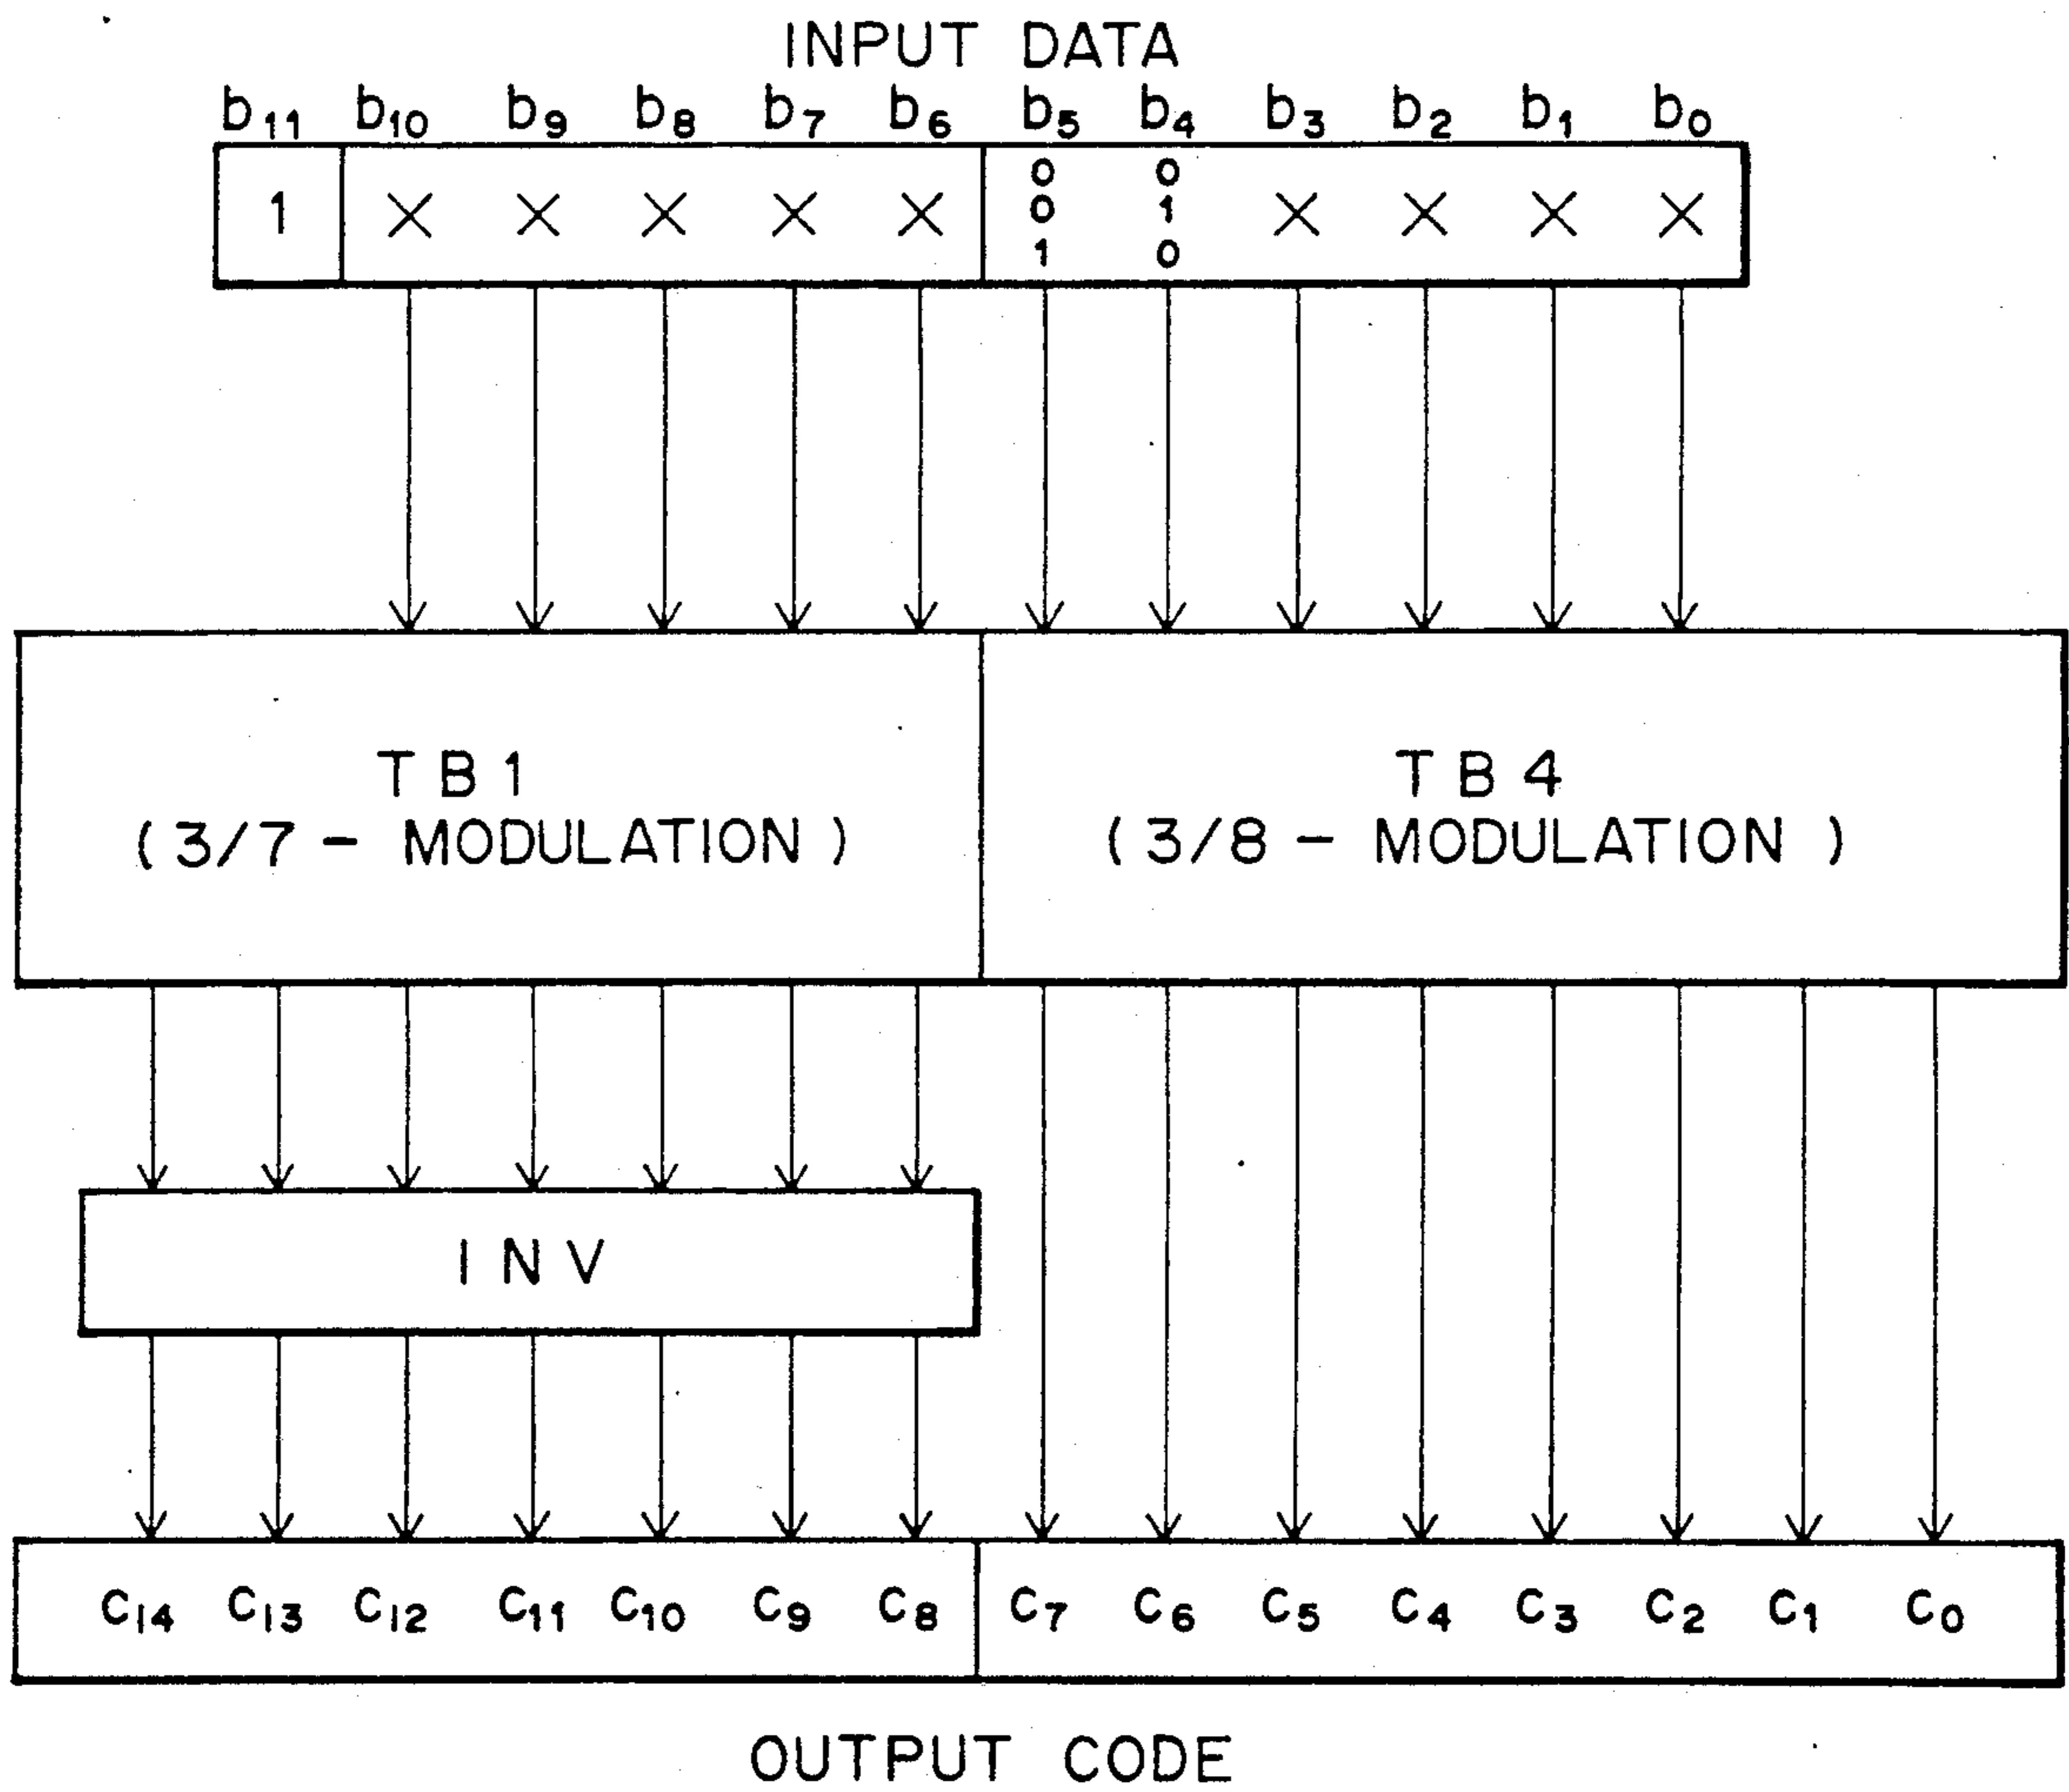 INPUT DATA
b11 b10 b9 b8 b7 b6 b5 b4 b3 b2 b1 b0
0 0
1 × × × × × 0 1 × × × ×
1 0
TB1 TB4
(3/7 - MODULATION) (3/8 - MODULATION)
INV
C14 C13 C12 C11 C10 C9 C8 C7 C6 C5 C4 C3 C2 C1 C0
OUTPUT CODE